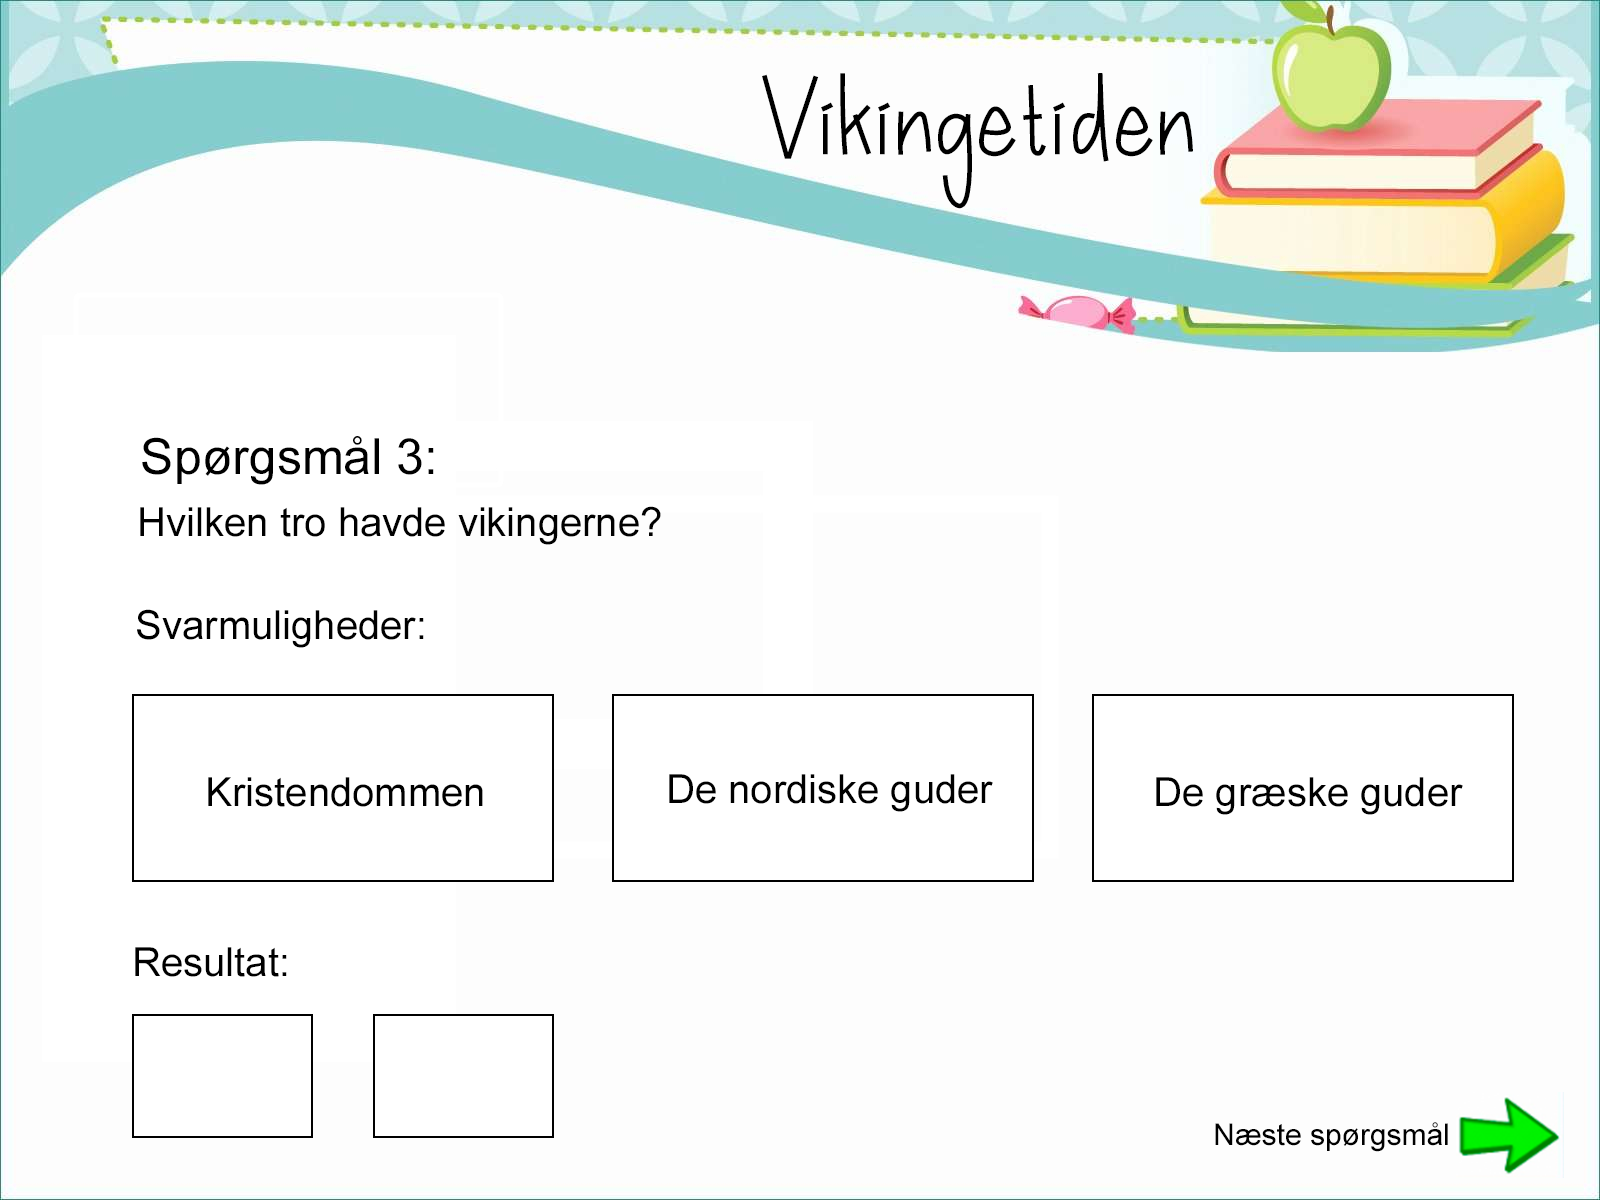 Vikingetiden
Spørgsmål 3:
Hvilken tro havde vikingerne?
Svarmuligheder:
Kristendommen
De nordiske guder
De græske guder
Resultat:
Næste spørgsmål